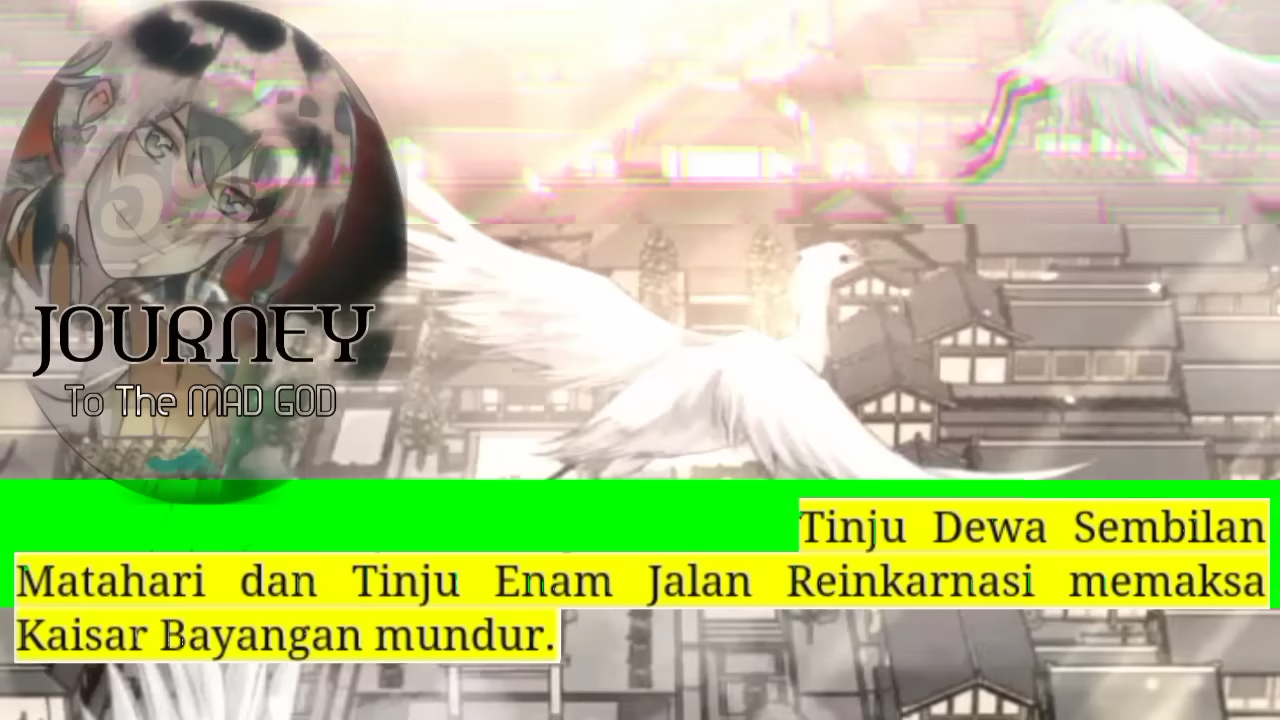 JOURNEY
To The MAD GOD
Tinju Dewa Sembilan
Matahari dan Tinju Enam Jalan Reinkarnasi memaksa
Kaisar Bayangan mundur.